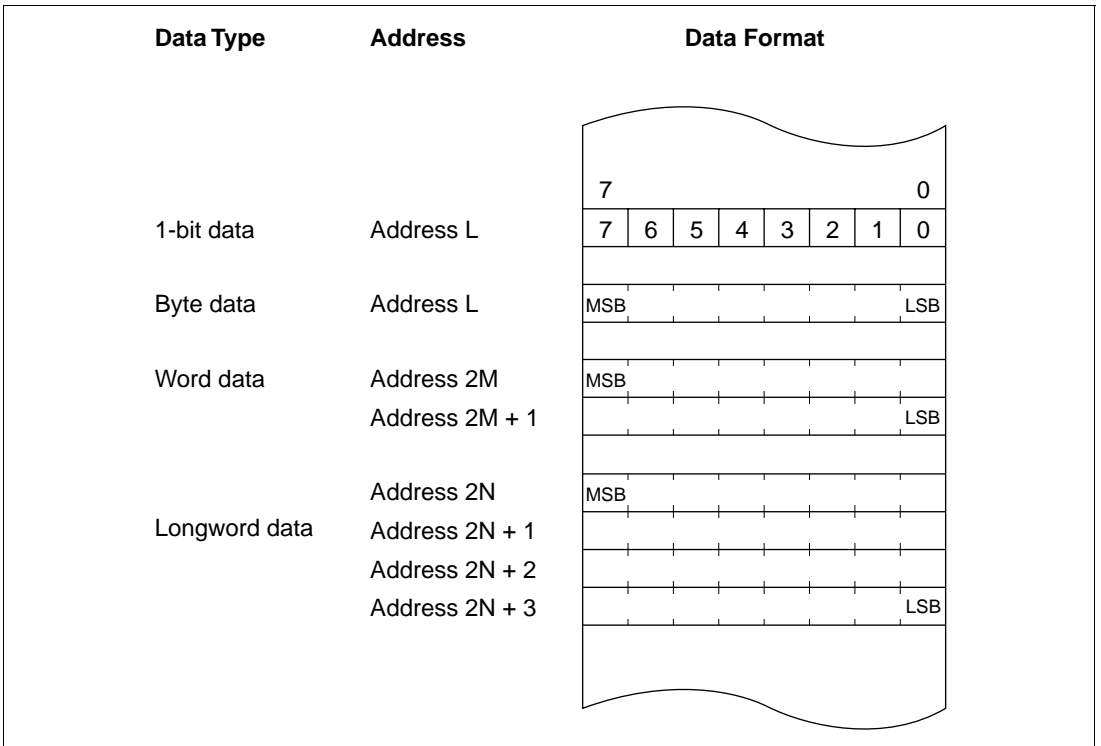 Data Type Address Data Format
7 0
1-bit data Address L 7 6 5 4 3 2 1 0
Byte data Address L MSB LSB
Word data Address 2M MSB
Address 2M + 1 LSB
Address 2N MSB
Longword data Address 2N + 1
Address 2N + 2
Address 2N + 3 LSB